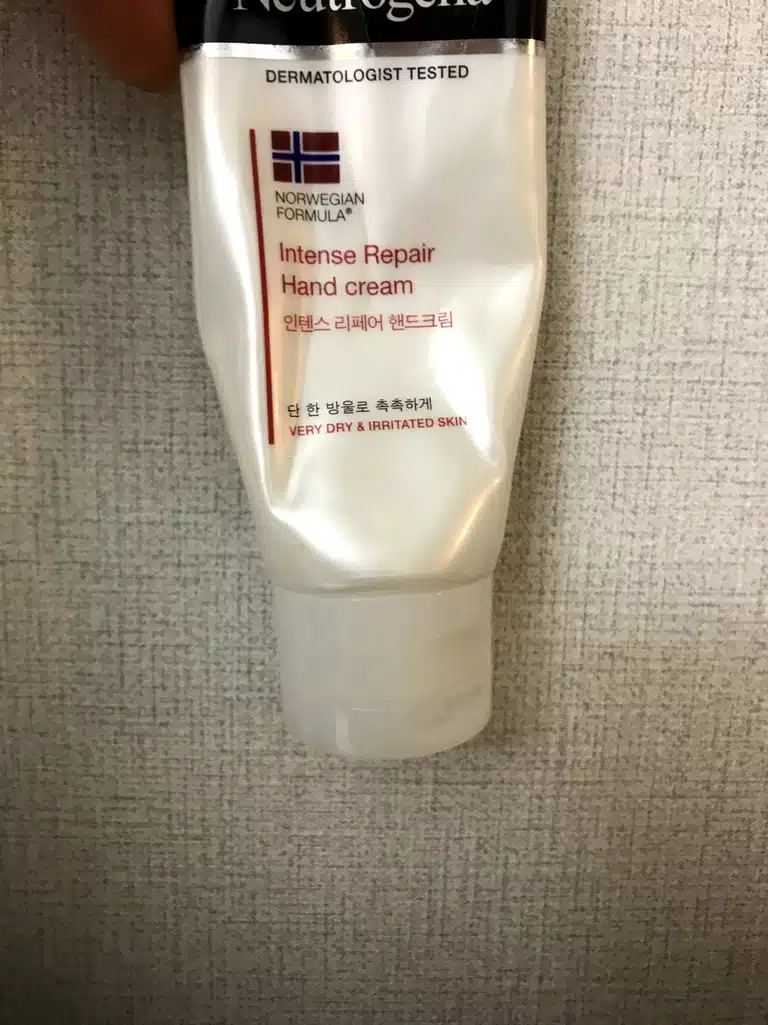 Neutrogena
DERMATOLOGIST TESTED
NORWEGIAN
FORMULA®
Intense Repair
Hand cream
인텐스 리페어 핸드크림
단 한 방울로 촉촉하게
VERY DRY & IRRITATED SKIN